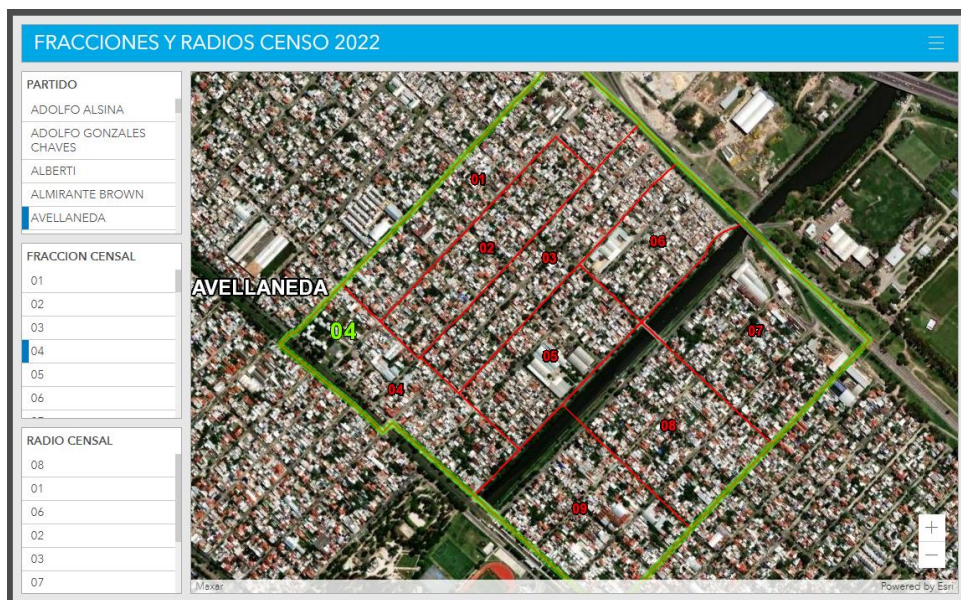 FRACCIONES Y RADIOS CENSO 2022
PARTIDO
ADOLFO ALSINA
ADOLFO GONZALES
CHAVES
ALBERTI
ALMIRANTE BROWN
AVELLANEDA
FRACCION CENSAL
01
02
03
04
05
06
RADIO CENSAL
08
01
06
02
03
07
01
02
03
06
AVELLANEDA
04
07
05
04
08
09
Maxar
Powered by Esri